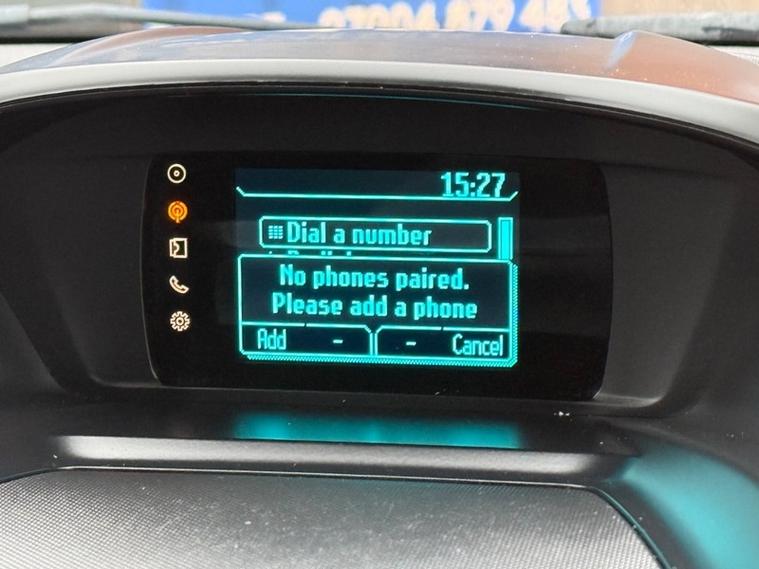 15:27
Dial a number
No phones paired.
Please add a phone
Add - - Cancel